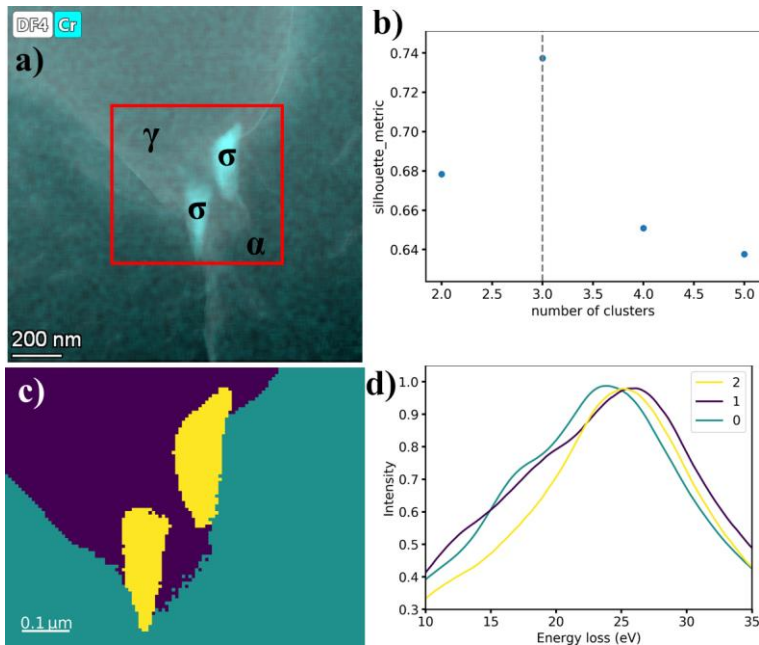 DF4 Cr
a)
γ
σ
σ
α
200 nm
b)
silhouette_metric
0.74
0.72
0.70
0.68
0.66
0.64
2.0 2.5 3.0 3.5 4.0 4.5 5.0
number of clusters
c)
0.1 μm
d)
Intensity
1.0
0.9
0.8
0.7
0.6
0.5
0.4
0.3
2
1
0
10 15 20 25 30 35
Energy loss (eV)